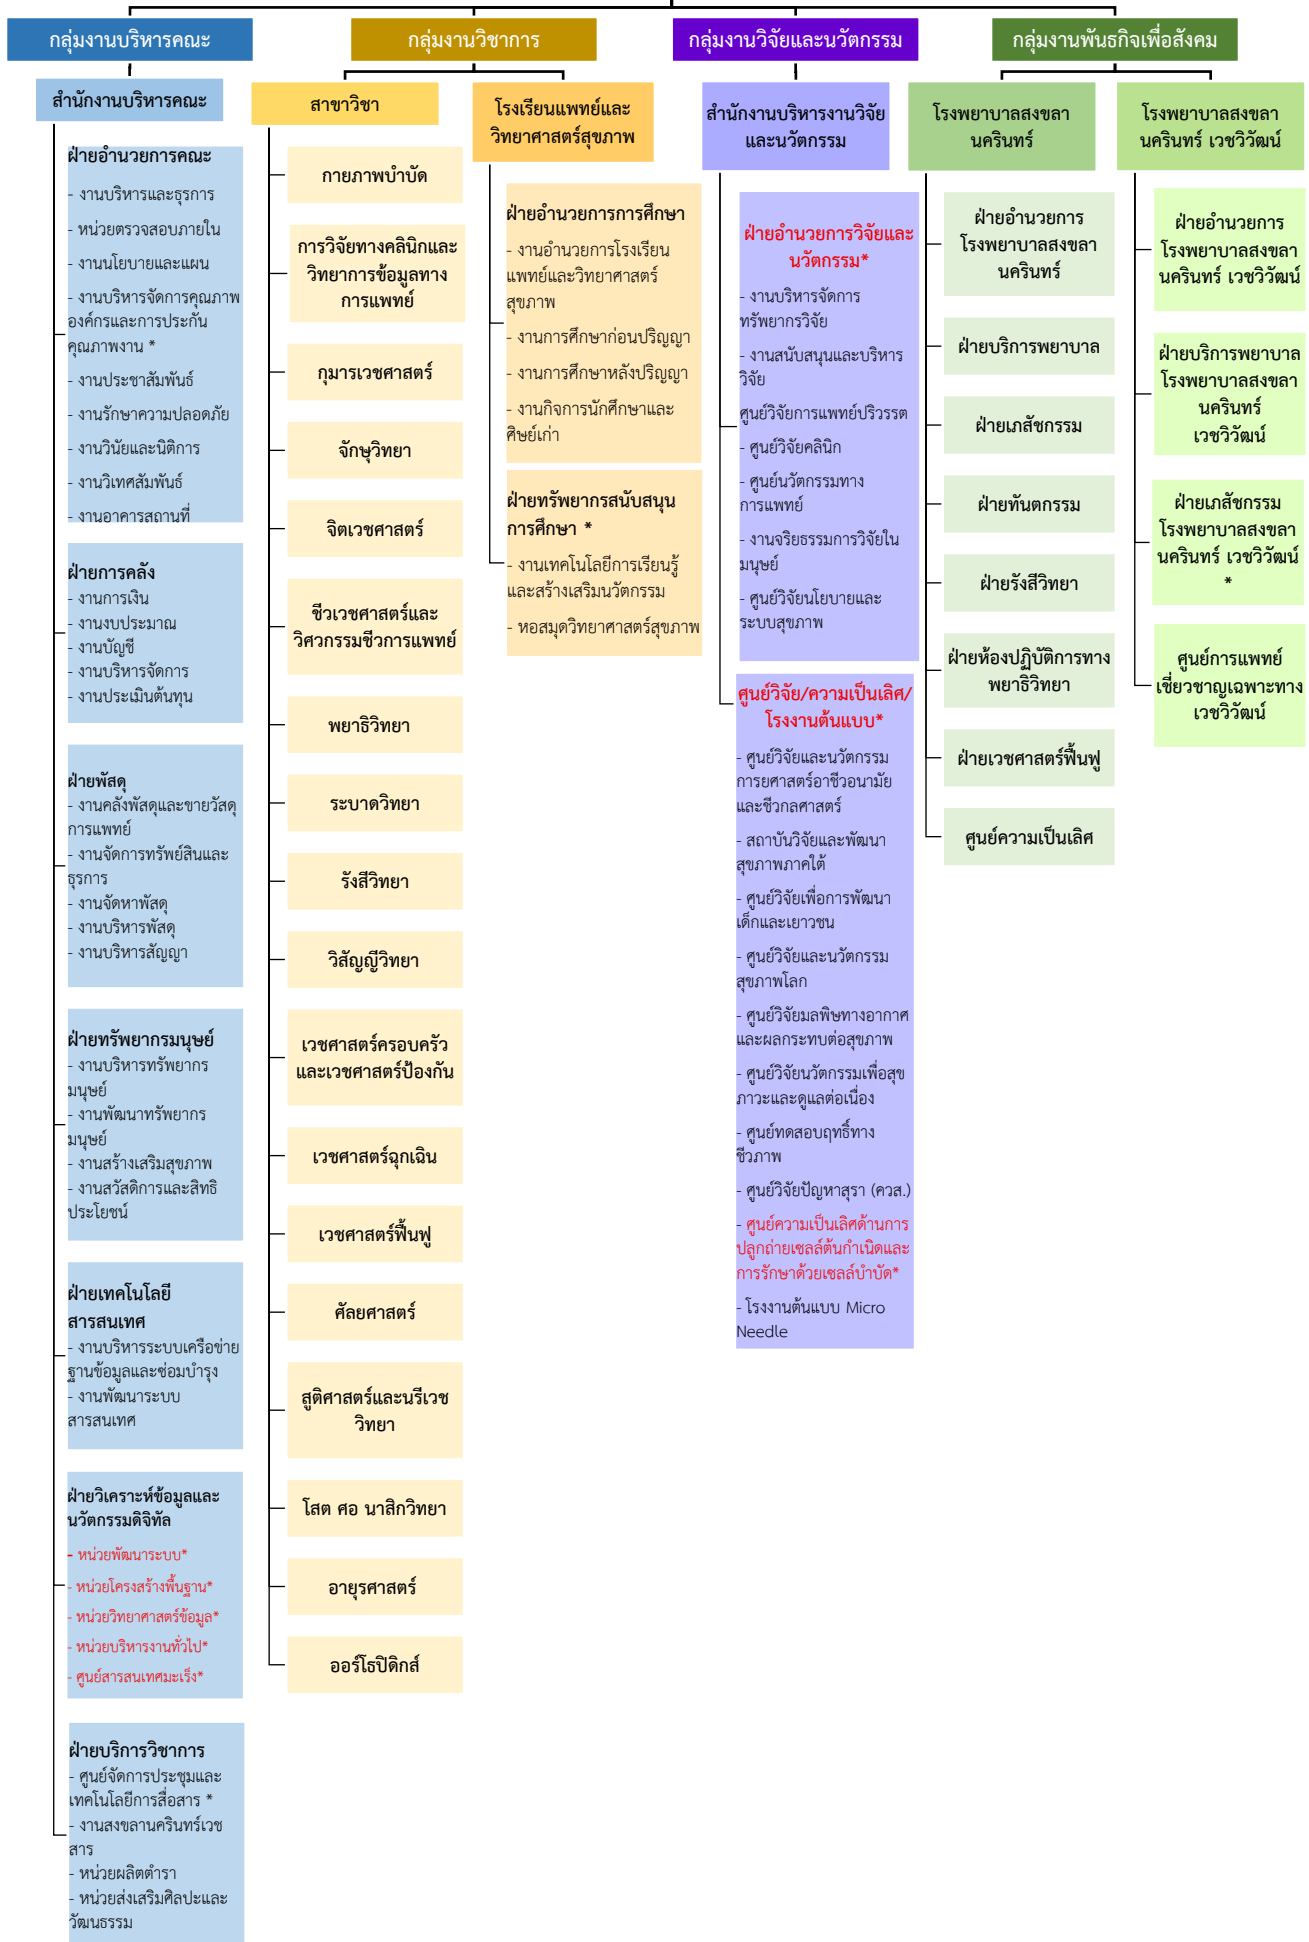 กลุ่มงานบริหารคณะ
สำนักงานบริหารคณะ
ฝ่ายอำนวยการคณะ
- งานบริหารและธุรการ
- หน่วยตรวจสอบภายใน
- งานนโยบายและแผน
- งานบริหารจัดการคุณภาพ
องค์กรและการประกัน
คุณภาพงาน *
- งานประชาสัมพันธ์
- งานรักษาความปลอดภัย
- งานวินัยและนิติการ
- งานวิเทศสัมพันธ์
- งานอาคารสถานที่
ฝ่ายการคลัง
- งานการเงิน
- งานงบประมาณ
- งานบัญชี
- งานบริหารจัดการ
- งานประเมินต้นทุน
ฝ่ายพัสดุ
- งานคลังพัสดุและขายวัสดุ
การแพทย์
- งานจัดการทรัพย์สินและ
ธุรการ
- งานจัดหาพัสดุ
- งานบริหารพัสดุ
- งานบริหารสัญญา
ฝ่ายทรัพยากรมนุษย์
- งานบริหารทรัพยากร
มนุษย์
- งานพัฒนาทรัพยากร
มนุษย์
- งานสร้างเสริมสุขภาพ
- งานสวัสดิการและสิทธิ
ประโยชน์
ฝ่ายเทคโนโลยี
สารสนเทศ
- งานบริหารระบบเครือข่าย
ฐานข้อมูลและซ่อมบำรุง
- งานพัฒนาระบบ
สารสนเทศ
ฝ่ายวิเคราะห์ข้อมูลและ
นวัตกรรมดิจิทัล
- หน่วยพัฒนาระบบ*
- หน่วยโครงสร้างพื้นฐาน*
- หน่วยวิทยาศาสตร์ข้อมูล*
- หน่วยบริหารงานทั่วไป*
- ศูนย์สารสนเทศมะเร็ง*
ฝ่ายบริการวิชาการ
- ศูนย์จัดการประชุมและ
เทคโนโลยีการสื่อสาร *
- งานสงขลานครินทร์เวช
สาร
- หน่วยผลิตตำรา
- หน่วยส่งเสริมศิลปะและ
วัฒนธรรม
กลุ่มงานวิชาการ
สาขาวิชา
กายภาพบำบัด
การวิจัยทางคลินิกและ
วิทยาการข้อมูลทาง
การแพทย์
กุมารเวชศาสตร์
จักษุวิทยา
จิตเวชศาสตร์
ชีวเวชศาสตร์และ
วิศวกรรมชีวการแพทย์
พยาธิวิทยา
ระบาดวิทยา
รังสีวิทยา
วิสัญญีวิทยา
เวชศาสตร์ครอบครัว
และเวชศาสตร์ป้องกัน
เวชศาสตร์ฉุกเฉิน
เวชศาสตร์ฟื้นฟู
ศัลยศาสตร์
สูติศาสตร์และนรีเวช
วิทยา
โสต ศอ นาสิกวิทยา
อายุรศาสตร์
ออร์โธปิดิกส์
โรงเรียนแพทย์และ
วิทยาศาสตร์สุขภาพ
ฝ่ายอำนวยการการศึกษา
- งานอำนวยการโรงเรียน
แพทย์และวิทยาศาสตร์
สุขภาพ
- งานการศึกษาก่อนปริญญา
- งานการศึกษาหลังปริญญา
- งานกิจการนักศึกษาและ
ศิษย์เก่า
ฝ่ายทรัพยากรสนับสนุน
การศึกษา *
- งานเทคโนโลยีการเรียนรู้
และสร้างเสริมนวัตกรรม
- หอสมุดวิทยาศาสตร์สุขภาพ
กลุ่มงานวิจัยและนวัตกรรม
สำนักงานบริหารงานวิจัย
และนวัตกรรม
ฝ่ายอำนวยการวิจัยและ
นวัตกรรม*
- งานบริหารจัดการ
ทรัพยากรวิจัย
- งานสนับสนุนและบริหาร
วิจัย
ศูนย์วิจัยการแพทย์ปริวรรต
- ศูนย์วิจัยคลินิก
- ศูนย์นวัตกรรมทาง
การแพทย์
- งานจริยธรรมการวิจัยใน
มนุษย์
- ศูนย์วิจัยนโยบายและ
ระบบสุขภาพ
ศูนย์วิจัย/ความเป็นเลิศ/
โรงงานต้นแบบ*
- ศูนย์วิจัยและนวัตกรรม
การยศาสตร์อาชีวอนามัย
และชีวกลศาสตร์
- สถาบันวิจัยและพัฒนา
สุขภาพภาคใต้
- ศูนย์วิจัยเพื่อการพัฒนา
เด็กและเยาวชน
- ศูนย์วิจัยและนวัตกรรม
สุขภาพโลก
- ศูนย์วิจัยมลพิษทางอากาศ
และผลกระทบต่อสุขภาพ
- ศูนย์วิจัยนวัตกรรมเพื่อสุข
ภาวะและดูแลต่อเนื่อง
- ศูนย์ทดสอบฤทธิ์ทาง
ชีวภาพ
- ศูนย์วิจัยปัญหาสุรา (ควส.)
- ศูนย์ความเป็นเลิศด้านการ
ปลูกถ่ายเซลล์ต้นกำเนิดและ
การรักษาด้วยเซลล์บำบัด*
- โรงงานต้นแบบ Micro
Needle
กลุ่มงานพันธกิจเพื่อสังคม
โรงพยาบาลสงขลา
นครินทร์
ฝ่ายอำนวยการ
โรงพยาบาลสงขลา
นครินทร์
ฝ่ายบริการพยาบาล
ฝ่ายเภสัชกรรม
ฝ่ายทันตกรรม
ฝ่ายรังสีวิทยา
ฝ่ายห้องปฏิบัติการทาง
พยาธิวิทยา
ฝ่ายเวชศาสตร์ฟื้นฟู
ศูนย์ความเป็นเลิศ
โรงพยาบาลสงขลา
นครินทร์ เวชวิวัฒน์
ฝ่ายอำนวยการ
โรงพยาบาลสงขลา
นครินทร์ เวชวิวัฒน์
ฝ่ายบริการพยาบาล
โรงพยาบาลสงขลา
นครินทร์
เวชวิวัฒน์
ฝ่ายเภสัชกรรม
โรงพยาบาลสงขลา
นครินทร์ เวชวิวัฒน์
*
ศูนย์การแพทย์
เชี่ยวชาญเฉพาะทาง
เวชวิวัฒน์